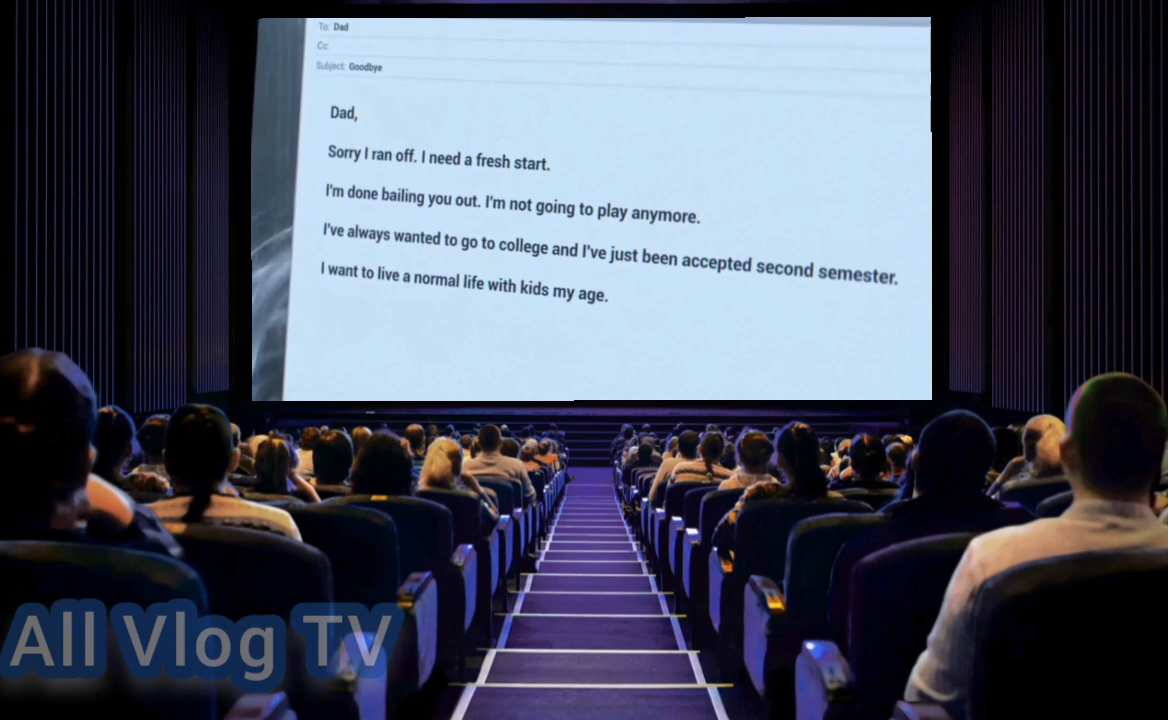 To: Dad
Cc:
Subject: Goodbye
Dad,
Sorry I ran off. I need a fresh start.
I'm done bailing you out. I'm not going to play anymore.
I've always wanted to go to college and I've just been accepted second semester.
I want to live a normal life with kids my age.
All Vlog TV